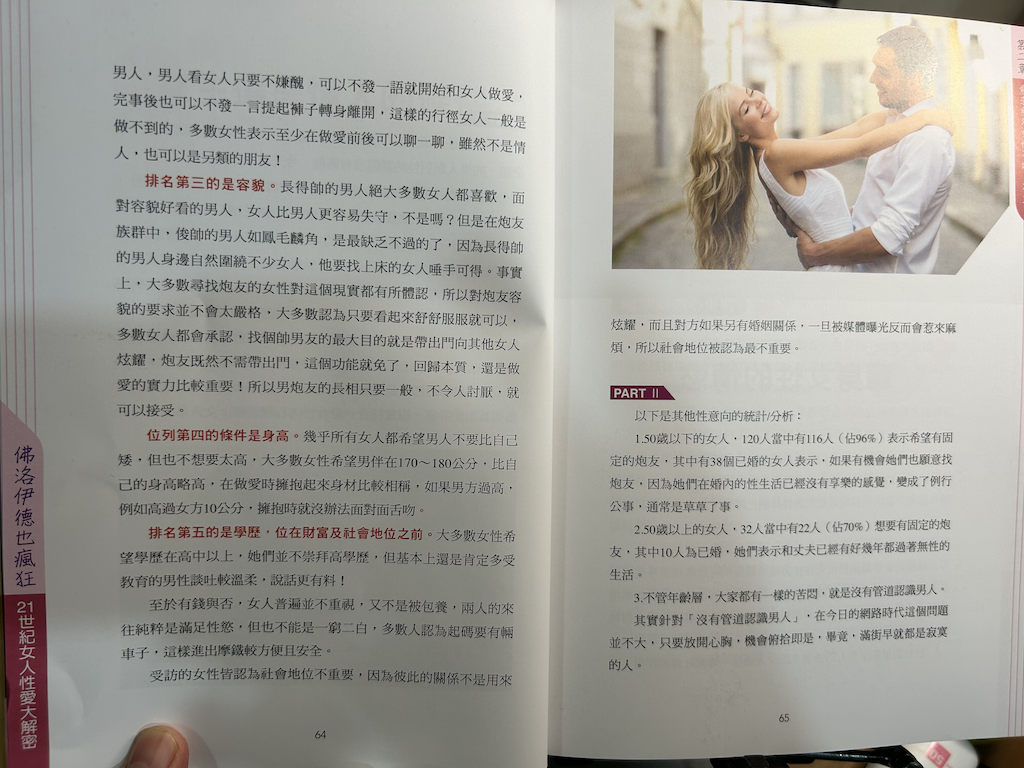 男人，男人看女人只要不嫌醜，可以不發一語就開始和女人做愛，
完事後也可以不發一言提起褲子轉身離開，這樣的行徑女人一般是
做不到的，多數女性表示至少在做愛前後可以聊一聊，雖然不是情
人，也可以是另類的朋友！
排名第三的是容貌。長得帥的男人絕大多數女人都喜歡，面
對容貌好看的男人，女人比男人更容易失守，不是嗎？但是在炮友
族群中，俊帥的男人如鳳毛麟角，是最缺乏不過的了，因為長得帥
的男人身邊自然圍繞不少女人，他要找上床的女人唾手可得。事實
上，大多數尋找炮友的女性對這個現實都有所體認，所以對炮友容
貌的要求並不會太嚴格，大多數認為只要看起來舒舒服服就可以，
多數女人都會承認，找個帥男友的最大目的就是帶出門向其他女人
炫耀，炮友既然不需帶出門，這個功能就免了，回歸本質，還是做
愛的實力比較重要！所以男炮友的長相只要一般，不令人討厭，就
可以接受。
位列第四的條件是身高。幾乎所有女人都希望男人不要比自己
矮，但也不想要太高，大多數女性希望男伴在170～180公分，比自
己的身高略高，在做愛時擁抱起來身材比較相稱，如果男方過高，
例如高過女方10公分，擁抱時就沒辦法面對面舌吻。
排名第五的是學歷，位在財富及社會地位之前。大多數女性希
望學歷在高中以上，她們並不崇拜高學歷，但基本上還是肯定多受
教育的男性談吐較溫柔，說話更有料！
至於有錢與否，女人普遍並不重視，又不是被包養，兩人的來
往純粹是滿足性慾，但也不能是一窮二白，多數人認為起碼要有輛
車子，這樣進出摩鐵較方便且安全。
受訪的女性皆認為社會地位不重要，因為彼此的關係不是用來
64
佛洛伊德也瘋狂
21世紀女人性愛大解密
炫耀，而且對方如果另有婚姻關係，一旦被媒體曝光反而會惹來麻
煩，所以社會地位被認為最不重要。
PART II
以下是其他性意向的統計/分析：
1.50歲以下的女人，120人當中有116人（佔96%）表示希望有固
定的炮友，其中有38個已婚的女人表示，如果有機會她們也願意找
炮友，因為她們在婚內的性生活已經沒有享樂的感覺，變成了例行
公事，通常是草草了事。
2.50歲以上的女人，32人當中有22人（佔70%）想要有固定的炮
友，其中10人為已婚，她們表示和丈夫已經有好幾年都過著無性的
生活。
3.不管年齡層，大家都有一樣的苦悶，就是沒有管道認識男人。
其實針對「沒有管道認識男人」，在今日的網路時代這個問題
並不大，只要放開心胸，機會俯拾即是，畢竟，滿街早就都是寂寞
的人。
65